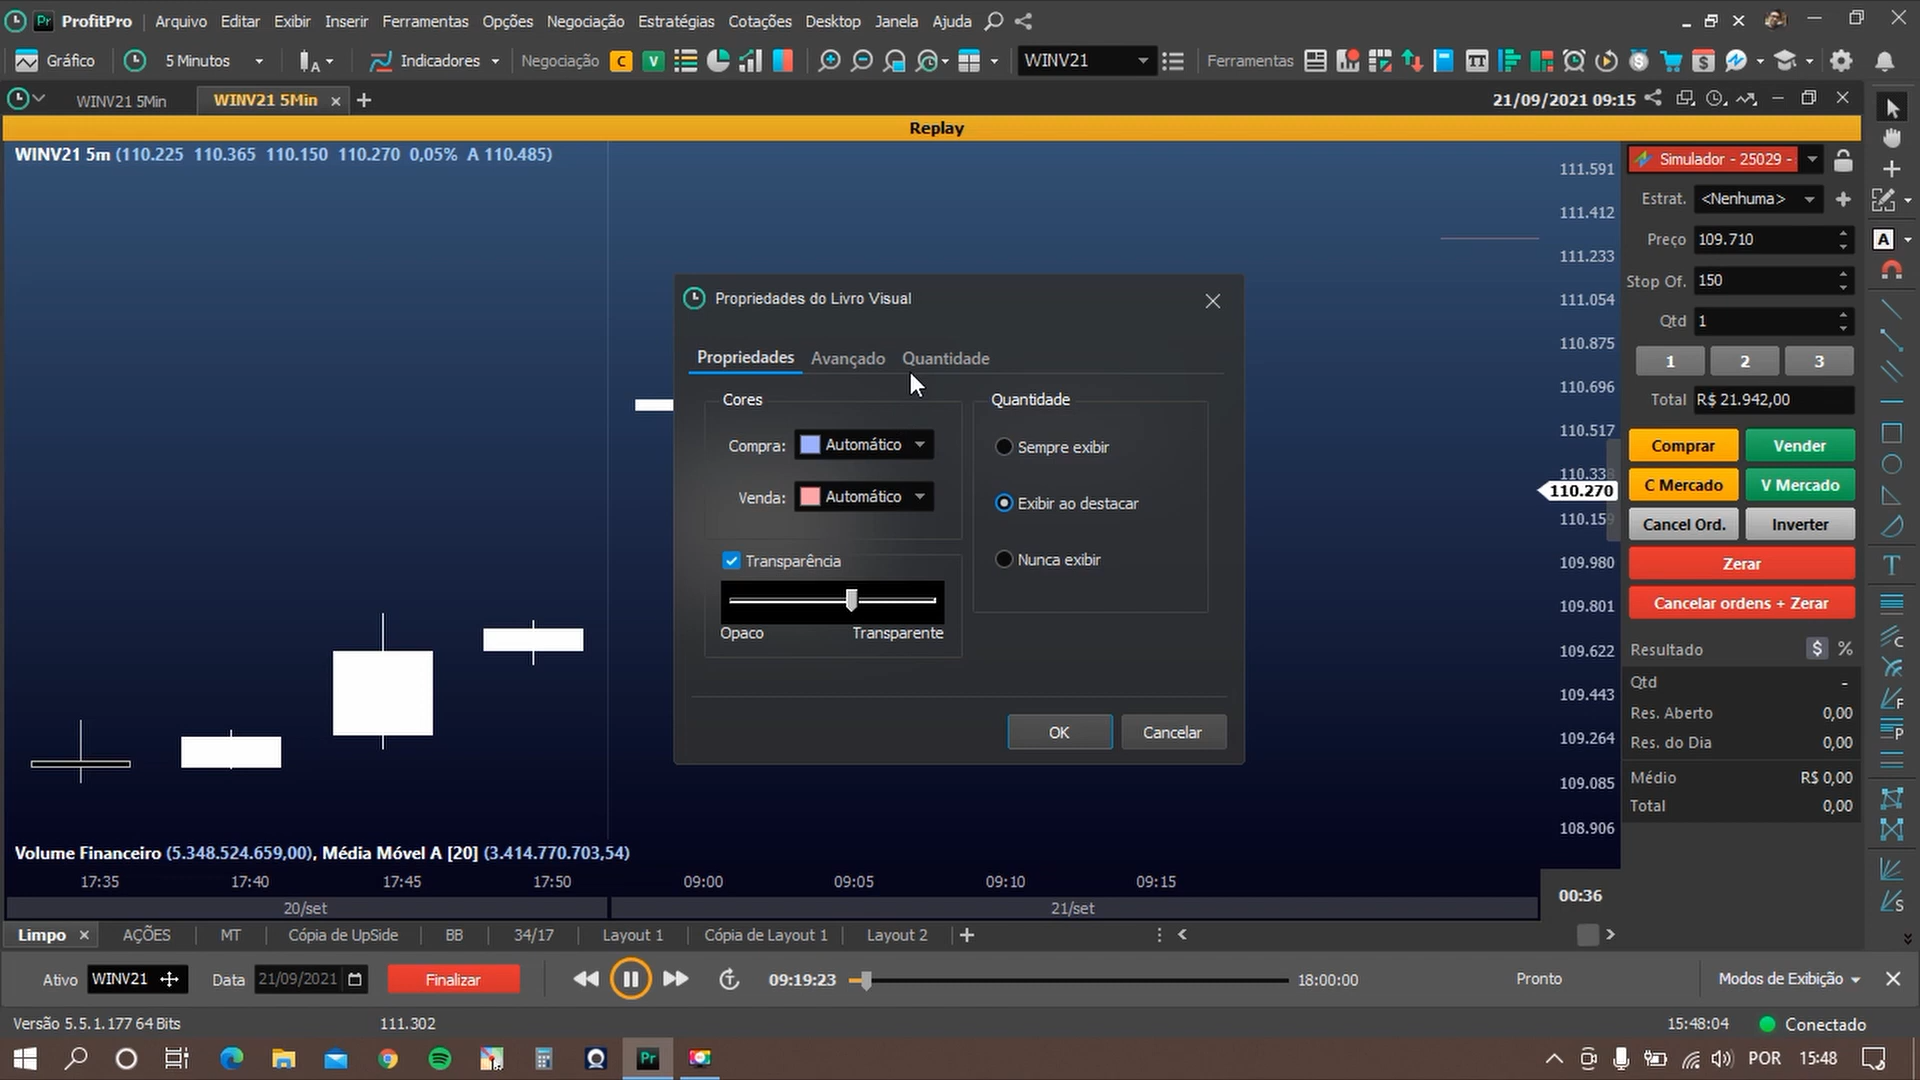 Pr ProfitPro Arquivo Editar Exibir Inserir Ferramentas Opções Negociação Estratégias Cotações Desktop Janela Ajuda
Gráfico 5 Minutos A Indicadores Negociação C V WINV21 Ferramentas
WINV21 5Min WINV21 5Min 21/09/2021 09:15
Replay
WINV21 5m (110.225 110.365 110.150 110.270 0,05% A 110.485)
111.591
111.412
111.233
111.054
110.875
110.696
110.517
110.338
110.270
110.159
109.980
109.801
109.622
109.443
109.264
109.085
108.906
Simulador - 25029 -
Estrat. <Nenhuma>
Preço 109.710
Stop Of. 150
Qtd 1
1 2 3
Total R$ 21.942,00
Comprar Vender
C Mercado V Mercado
Cancel Ord. Inverter
Zerar
Cancelar ordens + Zerar
Resultado $ %
Qtd -
Res. Aberto 0,00
Res. do Dia 0,00
Médio R$ 0,00
Total 0,00
Propriedades do Livro Visual
Propriedades Avançado Quantidade
Cores
Compra: Automático
Venda: Automático
Transparência
Opaco Transparente
Quantidade
Sempre exibir
Exibir ao destacar
Nunca exibir
OK Cancelar
Volume Financeiro (5.348.524.659,00), Média Móvel A [20] (3.414.770.703,54)
17:35 17:40 17:45 17:50 09:00 09:05 09:10 09:15
00:36
20/set 21/set
Limpo AÇÕES MT Cópia de UpSide BB 34/17 Layout 1 Cópia de Layout 1 Layout 2
Ativo WINV21 Data 21/09/2021 Finalizar 09:19:23 18:00:00 Pronto Modos de Exibição
Versão 5.5.1.177 64 Bits 111.302 15:48:04 Conectado
Pr POR 15:48